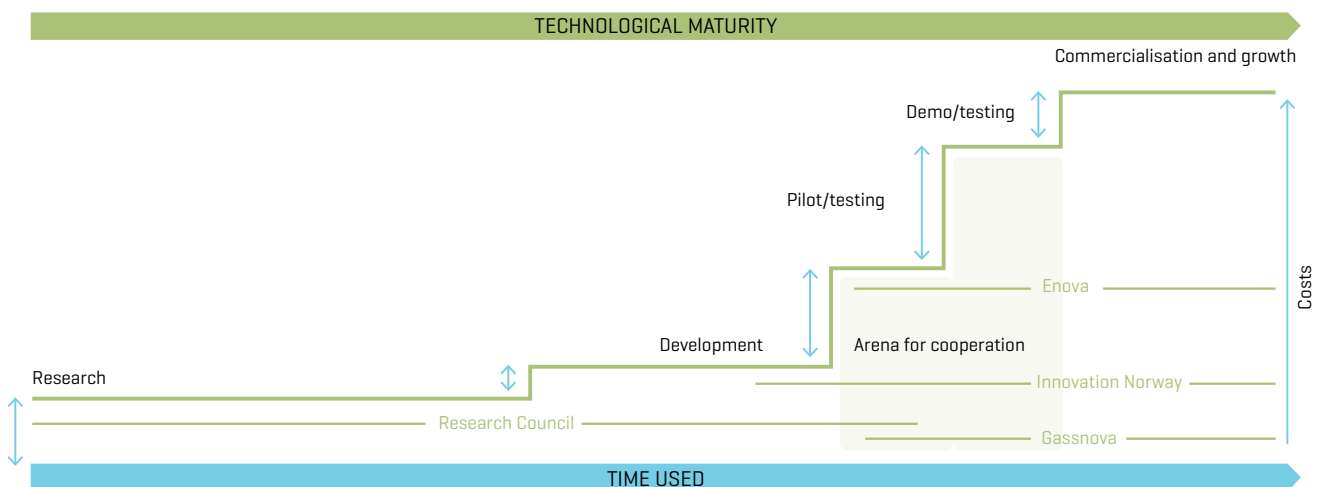 TECHNOLOGICAL MATURITY
Commercialisation and growth
Demo/testing
Pilot/testing
Enova
Costs
Development
Arena for cooperation
Research
Innovation Norway
Research Council
Gassnova
TIME USED